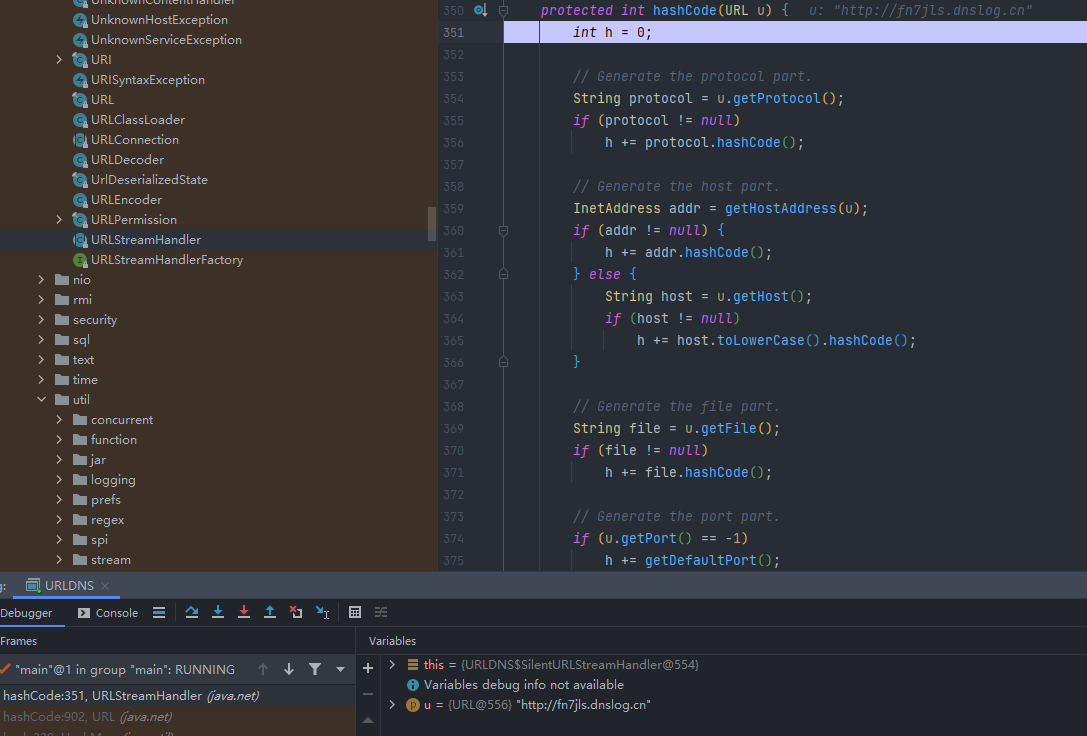 UnknownContentHandler
UnknownHostException
UnknownServiceException
URI
URISyntaxException
URL
URLClassLoader
URLConnection
URLDecoder
UrlDeserializedState
URLEncoder
URLPermission
URLStreamHandler
URLStreamHandlerFactory
nio
rmi
security
sql
text
time
util
concurrent
function
jar
logging
prefs
regex
spi
stream
350 protected int hashCode(URL u) { u: "http://fn7jls.dnslog.cn"
351 int h = 0;
352
353 // Generate the protocol part.
354 String protocol = u.getProtocol();
355 if (protocol != null)
356 h += protocol.hashCode();
357
358 // Generate the host part.
359 InetAddress addr = getHostAddress(u);
360 if (addr != null) {
361 h += addr.hashCode();
362 } else {
363 String host = u.getHost();
364 if (host != null)
365 h += host.toLowerCase().hashCode();
366 }
367
368 // Generate the file part.
369 String file = u.getFile();
370 if (file != null)
371 h += file.hashCode();
372
373 // Generate the port part.
374 if (u.getPort() == -1)
375 h += getDefaultPort();
URLDNS
Debugger Console
Frames
"main"@1 in group "main": RUNNING
hashCode:351, URLStreamHandler (java.net)
hashCode:902, URL (java.net)
Variables
this = {URLDNS$SilentURLStreamHandler@554}
Variables debug info not available
u = {URL@556} "http://fn7jls.dnslog.cn"